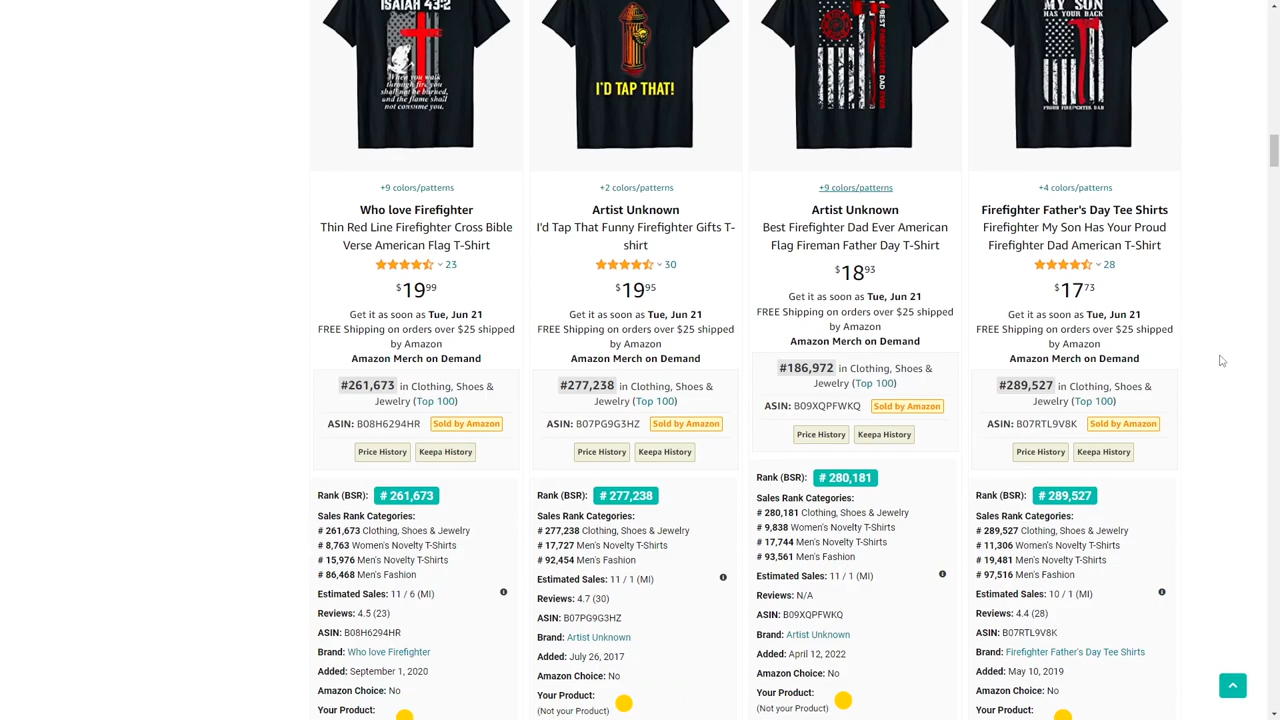 ISAIAH 43:2
When you walk
through fire you
shall not be burned,
and the flame shall
not consume you.
+9 colors/patterns
Who love Firefighter
Thin Red Line Firefighter Cross Bible
Verse American Flag T-Shirt
23
$19.99
Get it as soon as Tue, Jun 21
FREE Shipping on orders over $25 shipped
by Amazon
Amazon Merch on Demand
#261,673 in Clothing, Shoes &
Jewelry (Top 100)
ASIN: B08H6294HR Sold by Amazon
Price History Keepa History
Rank (BSR): # 261,673
Sales Rank Categories:
# 261,673 Clothing, Shoes & Jewelry
# 8,763 Women's Novelty T-Shirts
# 15,976 Men's Novelty T-Shirts
# 86,468 Men's Fashion
Estimated Sales: 11 / 6 (MI)
Reviews: 4.5 (23)
ASIN: B08H6294HR
Brand: Who love Firefighter
Added: September 1, 2020
Amazon Choice: No
Your Product:
I'D TAP THAT!
+2 colors/patterns
Artist Unknown
I'd Tap That Funny Firefighter Gifts T-
shirt
30
$19.95
Get it as soon as Tue, Jun 21
FREE Shipping on orders over $25 shipped
by Amazon
Amazon Merch on Demand
#277,238 in Clothing, Shoes &
Jewelry (Top 100)
ASIN: B07PG9G3HZ Sold by Amazon
Price History Keepa History
Rank (BSR): # 277,238
Sales Rank Categories:
# 277,238 Clothing, Shoes & Jewelry
# 17,727 Men's Novelty T-Shirts
# 92,454 Men's Fashion
Estimated Sales: 11 / 1 (MI)
Reviews: 4.7 (30)
ASIN: B07PG9G3HZ
Brand: Artist Unknown
Added: July 26, 2017
Amazon Choice: No
Your Product:
(Not your Product)
BEST FIREFIGHTER DAD EVER
+9 colors/patterns
Artist Unknown
Best Firefighter Dad Ever American
Flag Fireman Father Day T-Shirt
$18.93
Get it as soon as Tue, Jun 21
FREE Shipping on orders over $25 shipped
by Amazon
Amazon Merch on Demand
#186,972 in Clothing, Shoes &
Jewelry (Top 100)
ASIN: B09XQPFWKQ Sold by Amazon
Price History Keepa History
Rank (BSR): # 280,181
Sales Rank Categories:
# 280,181 Clothing, Shoes & Jewelry
# 9,838 Women's Novelty T-Shirts
# 17,744 Men's Novelty T-Shirts
# 93,561 Men's Fashion
Estimated Sales: 11 / 1 (MI)
Reviews: N/A
ASIN: B09XQPFWKQ
Brand: Artist Unknown
Added: April 12, 2022
Amazon Choice: No
Your Product:
(Not your Product)
MY SON
HAS YOUR BACK
PROUD FIREFIGHTER DAD
+4 colors/patterns
Firefighter Father's Day Tee Shirts
Firefighter My Son Has Your Proud
Firefighter Dad American T-Shirt
28
$17.73
Get it as soon as Tue, Jun 21
FREE Shipping on orders over $25 shipped
by Amazon
Amazon Merch on Demand
#289,527 in Clothing, Shoes &
Jewelry (Top 100)
ASIN: B07RTL9V8K Sold by Amazon
Price History Keepa History
Rank (BSR): # 289,527
Sales Rank Categories:
# 289,527 Clothing, Shoes & Jewelry
# 11,306 Women's Novelty T-Shirts
# 19,481 Men's Novelty T-Shirts
# 97,516 Men's Fashion
Estimated Sales: 10 / 1 (MI)
Reviews: 4.4 (28)
ASIN: B07RTL9V8K
Brand: Firefighter Father's Day Tee Shirts
Added: May 10, 2019
Amazon Choice: No
Your Product: